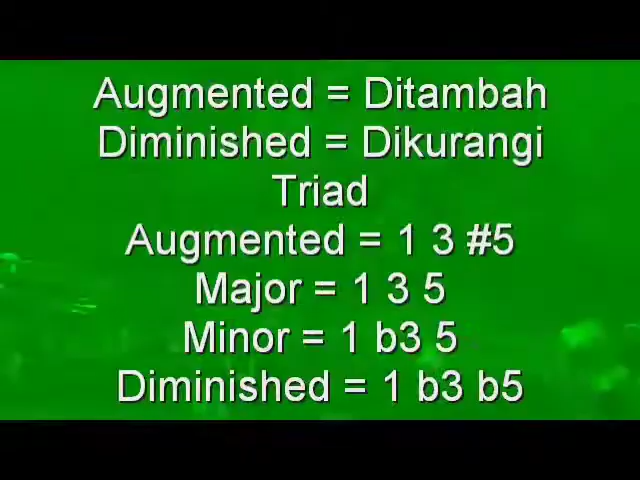 Augmented = Ditambah
Diminished = Dikurangi
Triad
Augmented = 1 3 #5
Major = 1 3 5
Minor = 1 b3 5
Diminished = 1 b3 b5